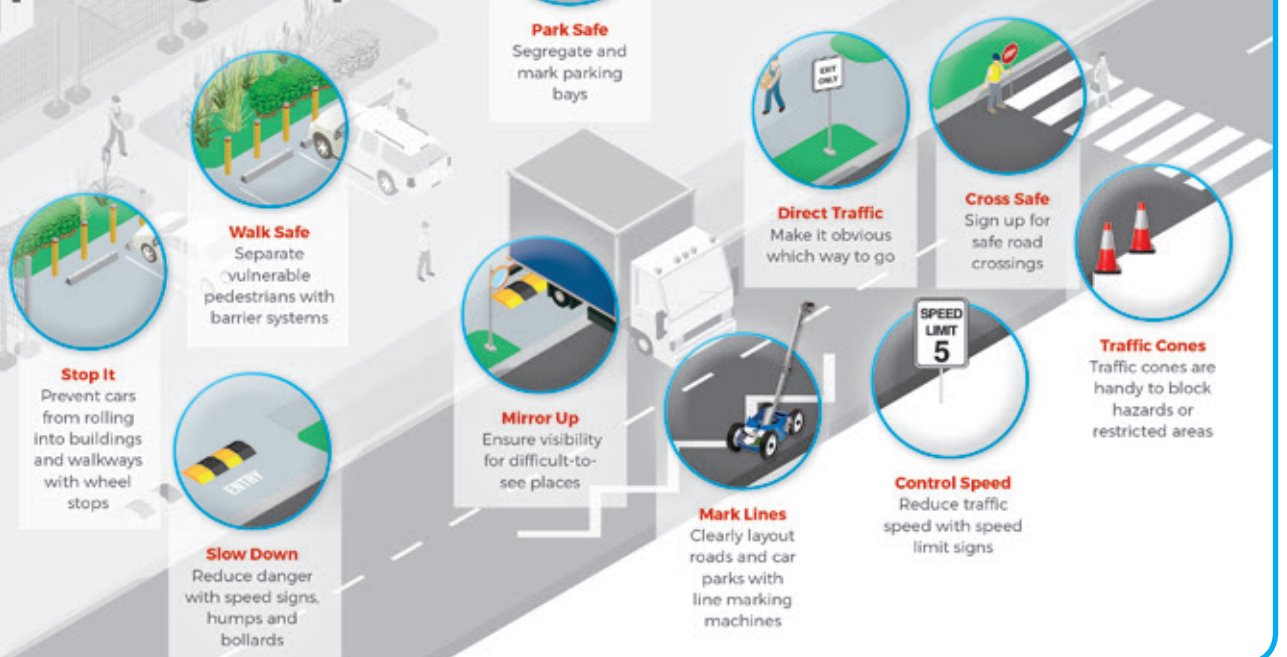 Park Safe
Segregate and
mark parking
bays
EXIT
ONLY
Direct Traffic
Make it obvious
which way to go
Cross Safe
Sign up for
safe road
crossings
Walk Safe
Separate
vulnerable
pedestrians with
barrier systems
Stop It
Prevent cars
from rolling
into buildings
and walkways
with wheel
stops
ENTRY
Slow Down
Reduce danger
with speed signs,
humps and
bollards
Mirror Up
Ensure visibility
for difficult-to-
see places
Mark Lines
Clearly layout
roads and car
parks with
line marking
machines
SPEED
LIMIT
5
Control Speed
Reduce traffic
speed with speed
limit signs
Traffic Cones
Traffic cones are
handy to block
hazards or
restricted areas